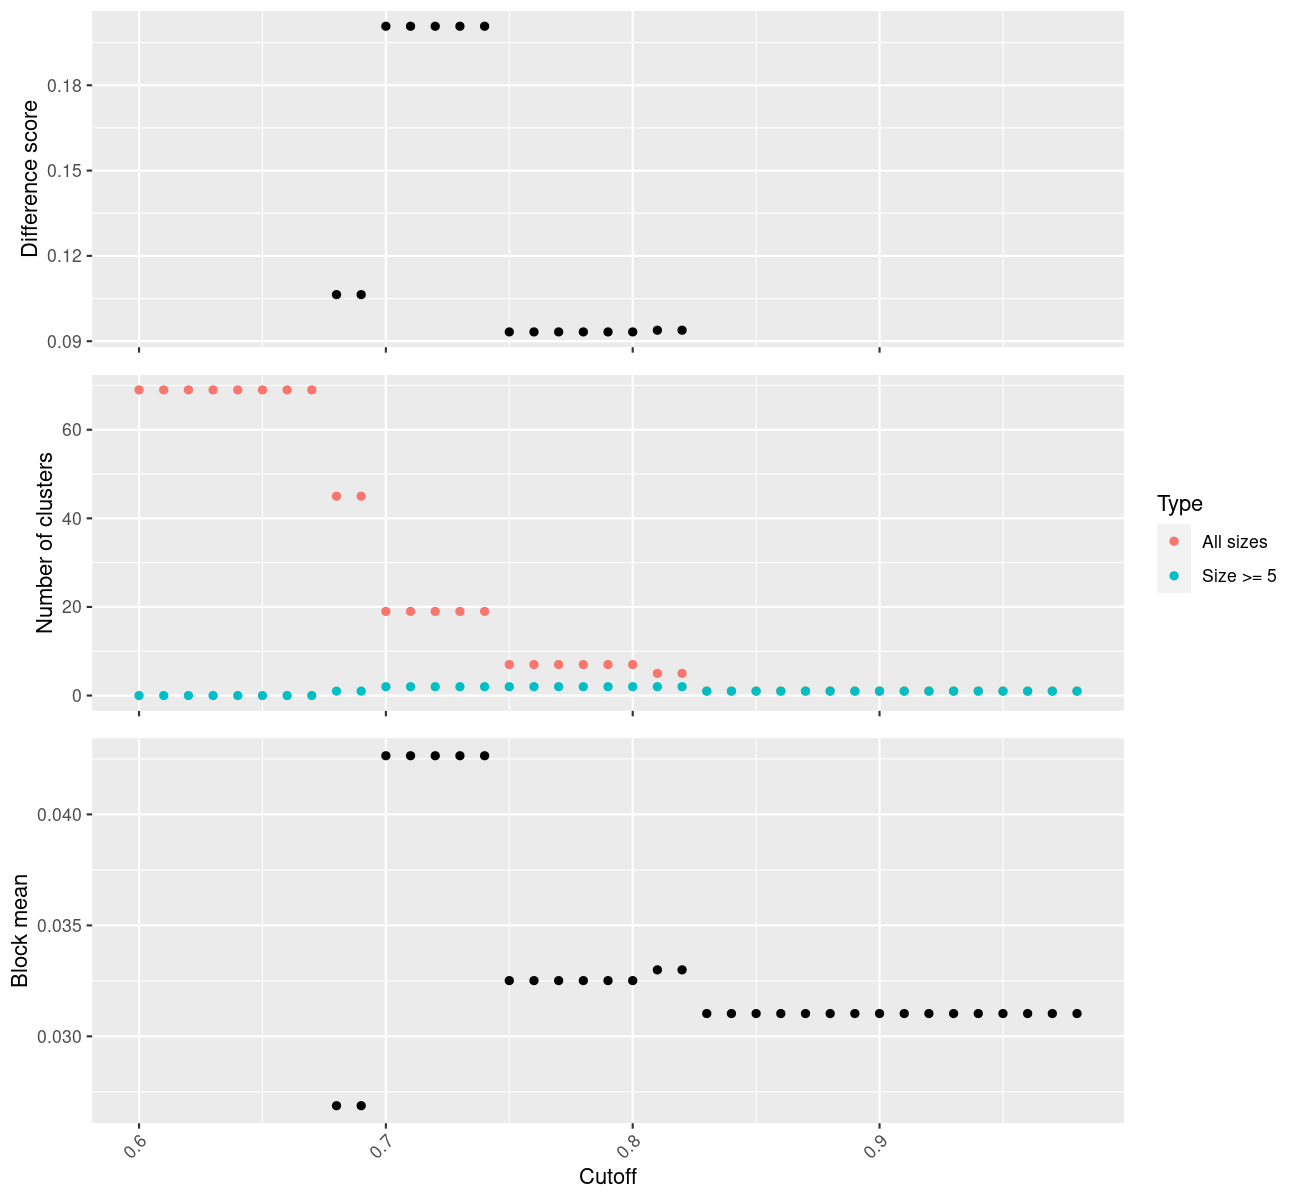 Difference score
0.18
0.15
0.12
0.09
Number of clusters
60
40
20
0
Type
All sizes
Size >= 5
Block mean
0.040
0.035
0.030
0.6
0.7
0.8
0.9
Cutoff